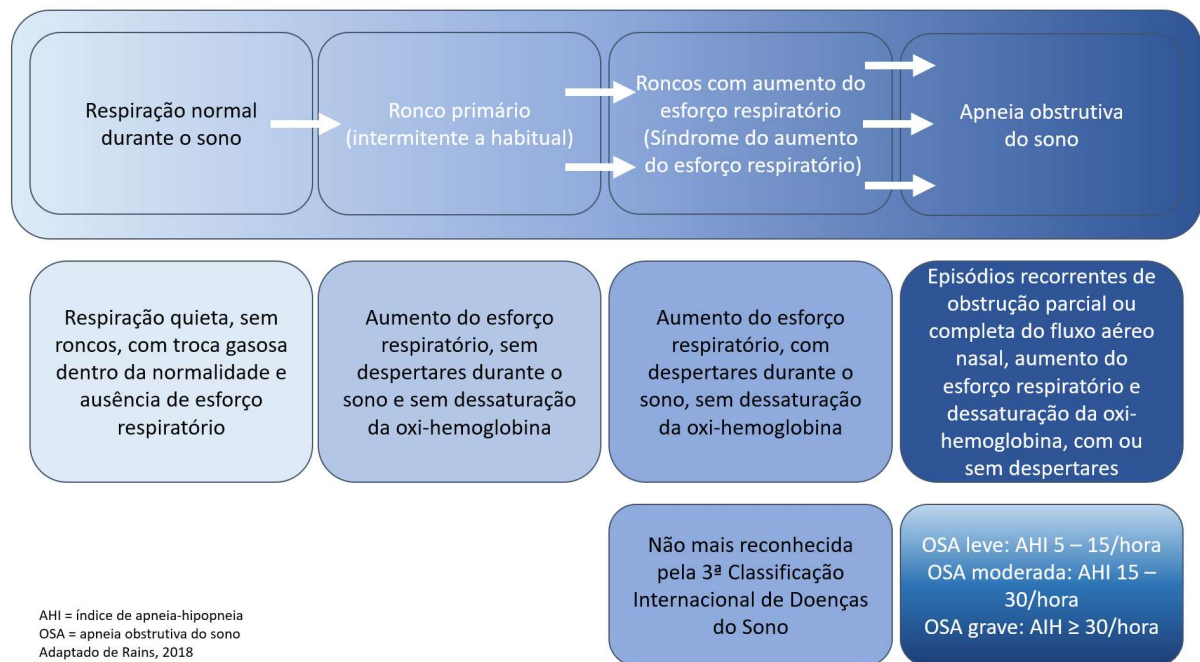 Respiração normal
durante o sono
Ronco primário
(intermitente a habitual)
Roncos com aumento do
esforço respiratório
(Síndrome do aumento
do esforço respiratório)
Apneia obstrutiva
do sono
Respiração quieta, sem
roncos, com troca gasosa
dentro da normalidade e
ausência de esforço
respiratório
Aumento do esforço
respiratório, sem
despertares durante o
sono e sem dessaturação
da oxi-hemoglobina
Aumento do esforço
respiratório, com
despertares durante o
sono, sem dessaturação
da oxi-hemoglobina
Episódios recorrentes de
obstrução parcial ou
completa do fluxo aéreo
nasal, aumento do
esforço respiratório e
dessaturação da oxi-
hemoglobina, com ou
sem despertares
Não mais reconhecida
pela 3ª Classificação
Internacional de Doenças
do Sono
OSA leve: AHI 5 – 15/hora
OSA moderada: AHI 15 –
30/hora
OSA grave: AIH ≥ 30/hora
AHI = índice de apneia-hipopneia
OSA = apneia obstrutiva do sono
Adaptado de Rains, 2018